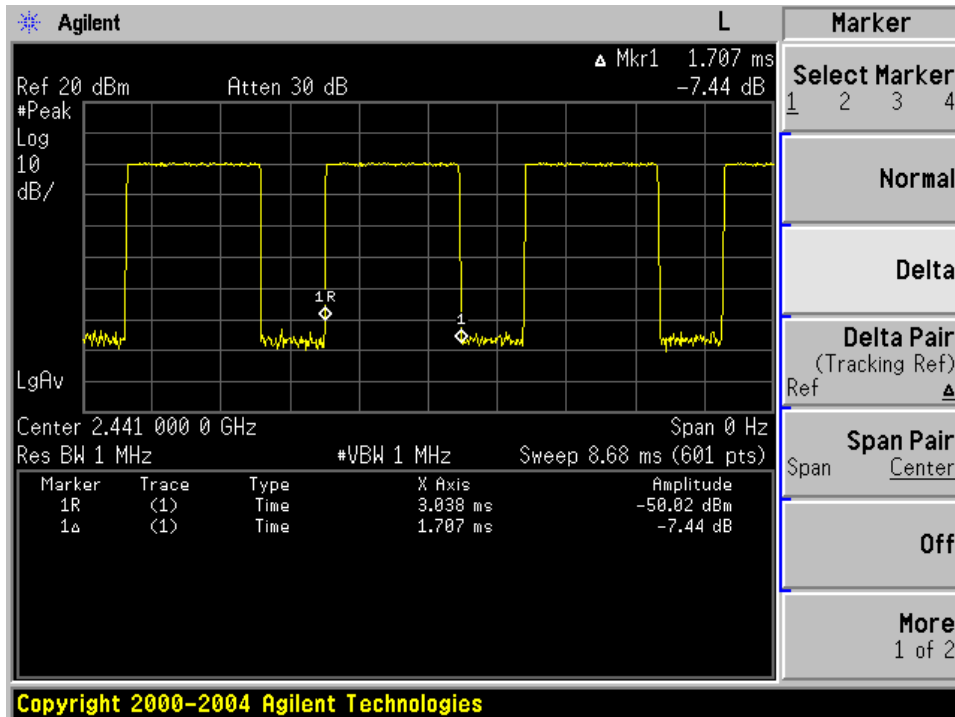 Agilent L Marker
Δ Mkr1 1.707 ms
Ref 20 dBm Atten 30 dB -7.44 dB
#Peak
Log
10
dB/
1R
1
LgAv
Center 2.441 000 0 GHz Span 0 Hz
Res BW 1 MHz #VBW 1 MHz Sweep 8.68 ms (601 pts)
Marker Trace Type X Axis Amplitude
1R (1) Time 3.038 ms -50.02 dBm
1Δ (1) Time 1.707 ms -7.44 dB
Select Marker
1 2 3 4
Normal
Delta
Delta Pair
(Tracking Ref)
Ref Δ
Span Pair
Span Center
Off
More
1 of 2
Copyright 2000-2004 Agilent Technologies